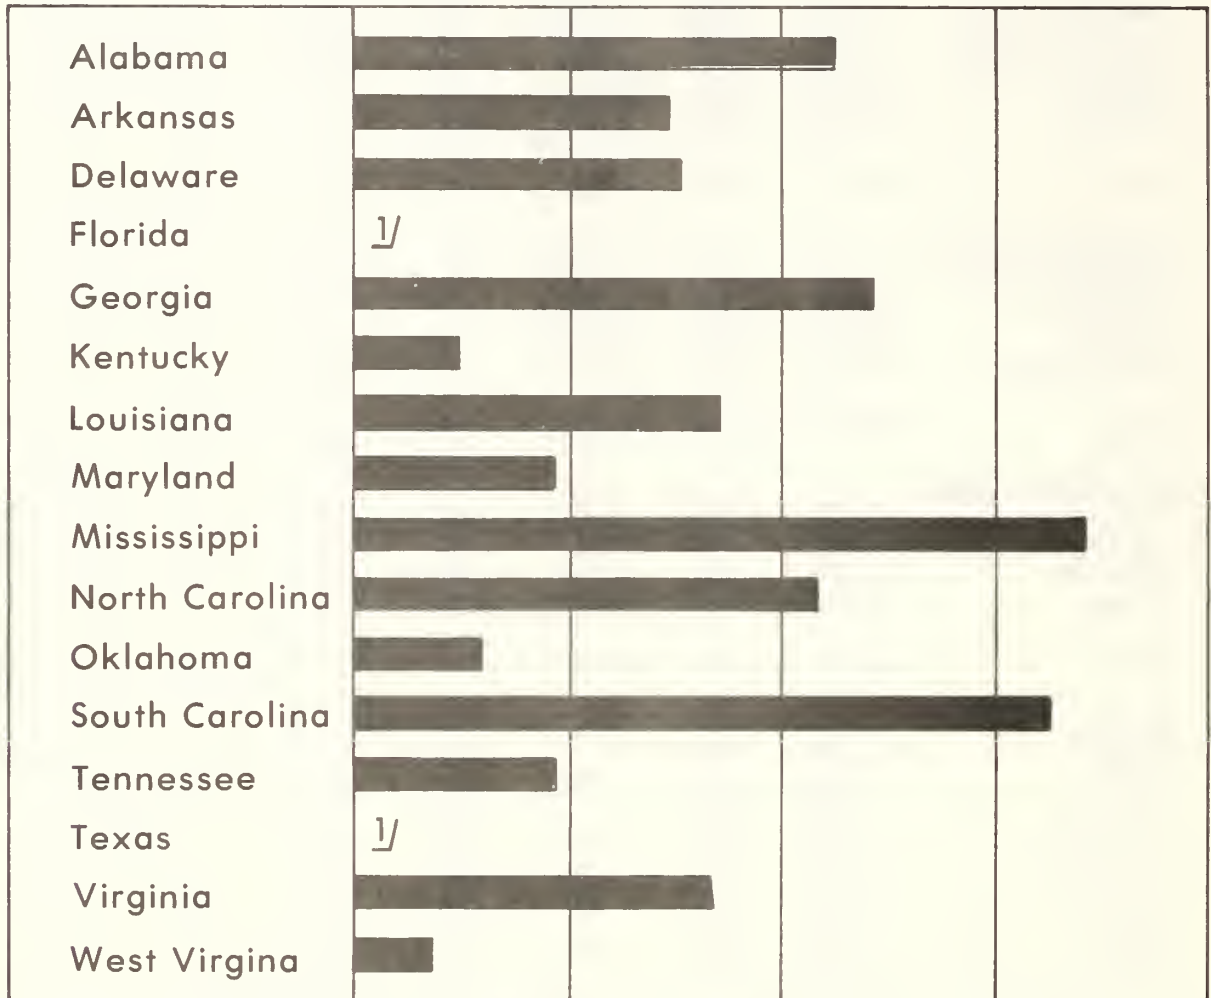 Alabama
Arkansas
Delaware
Florida 1/
Georgia
Kentucky
Louisiana
Maryland
Mississippi
North Carolina
Oklahoma
South Carolina
Tennessee
Texas 1/
Virginia
West Virgina